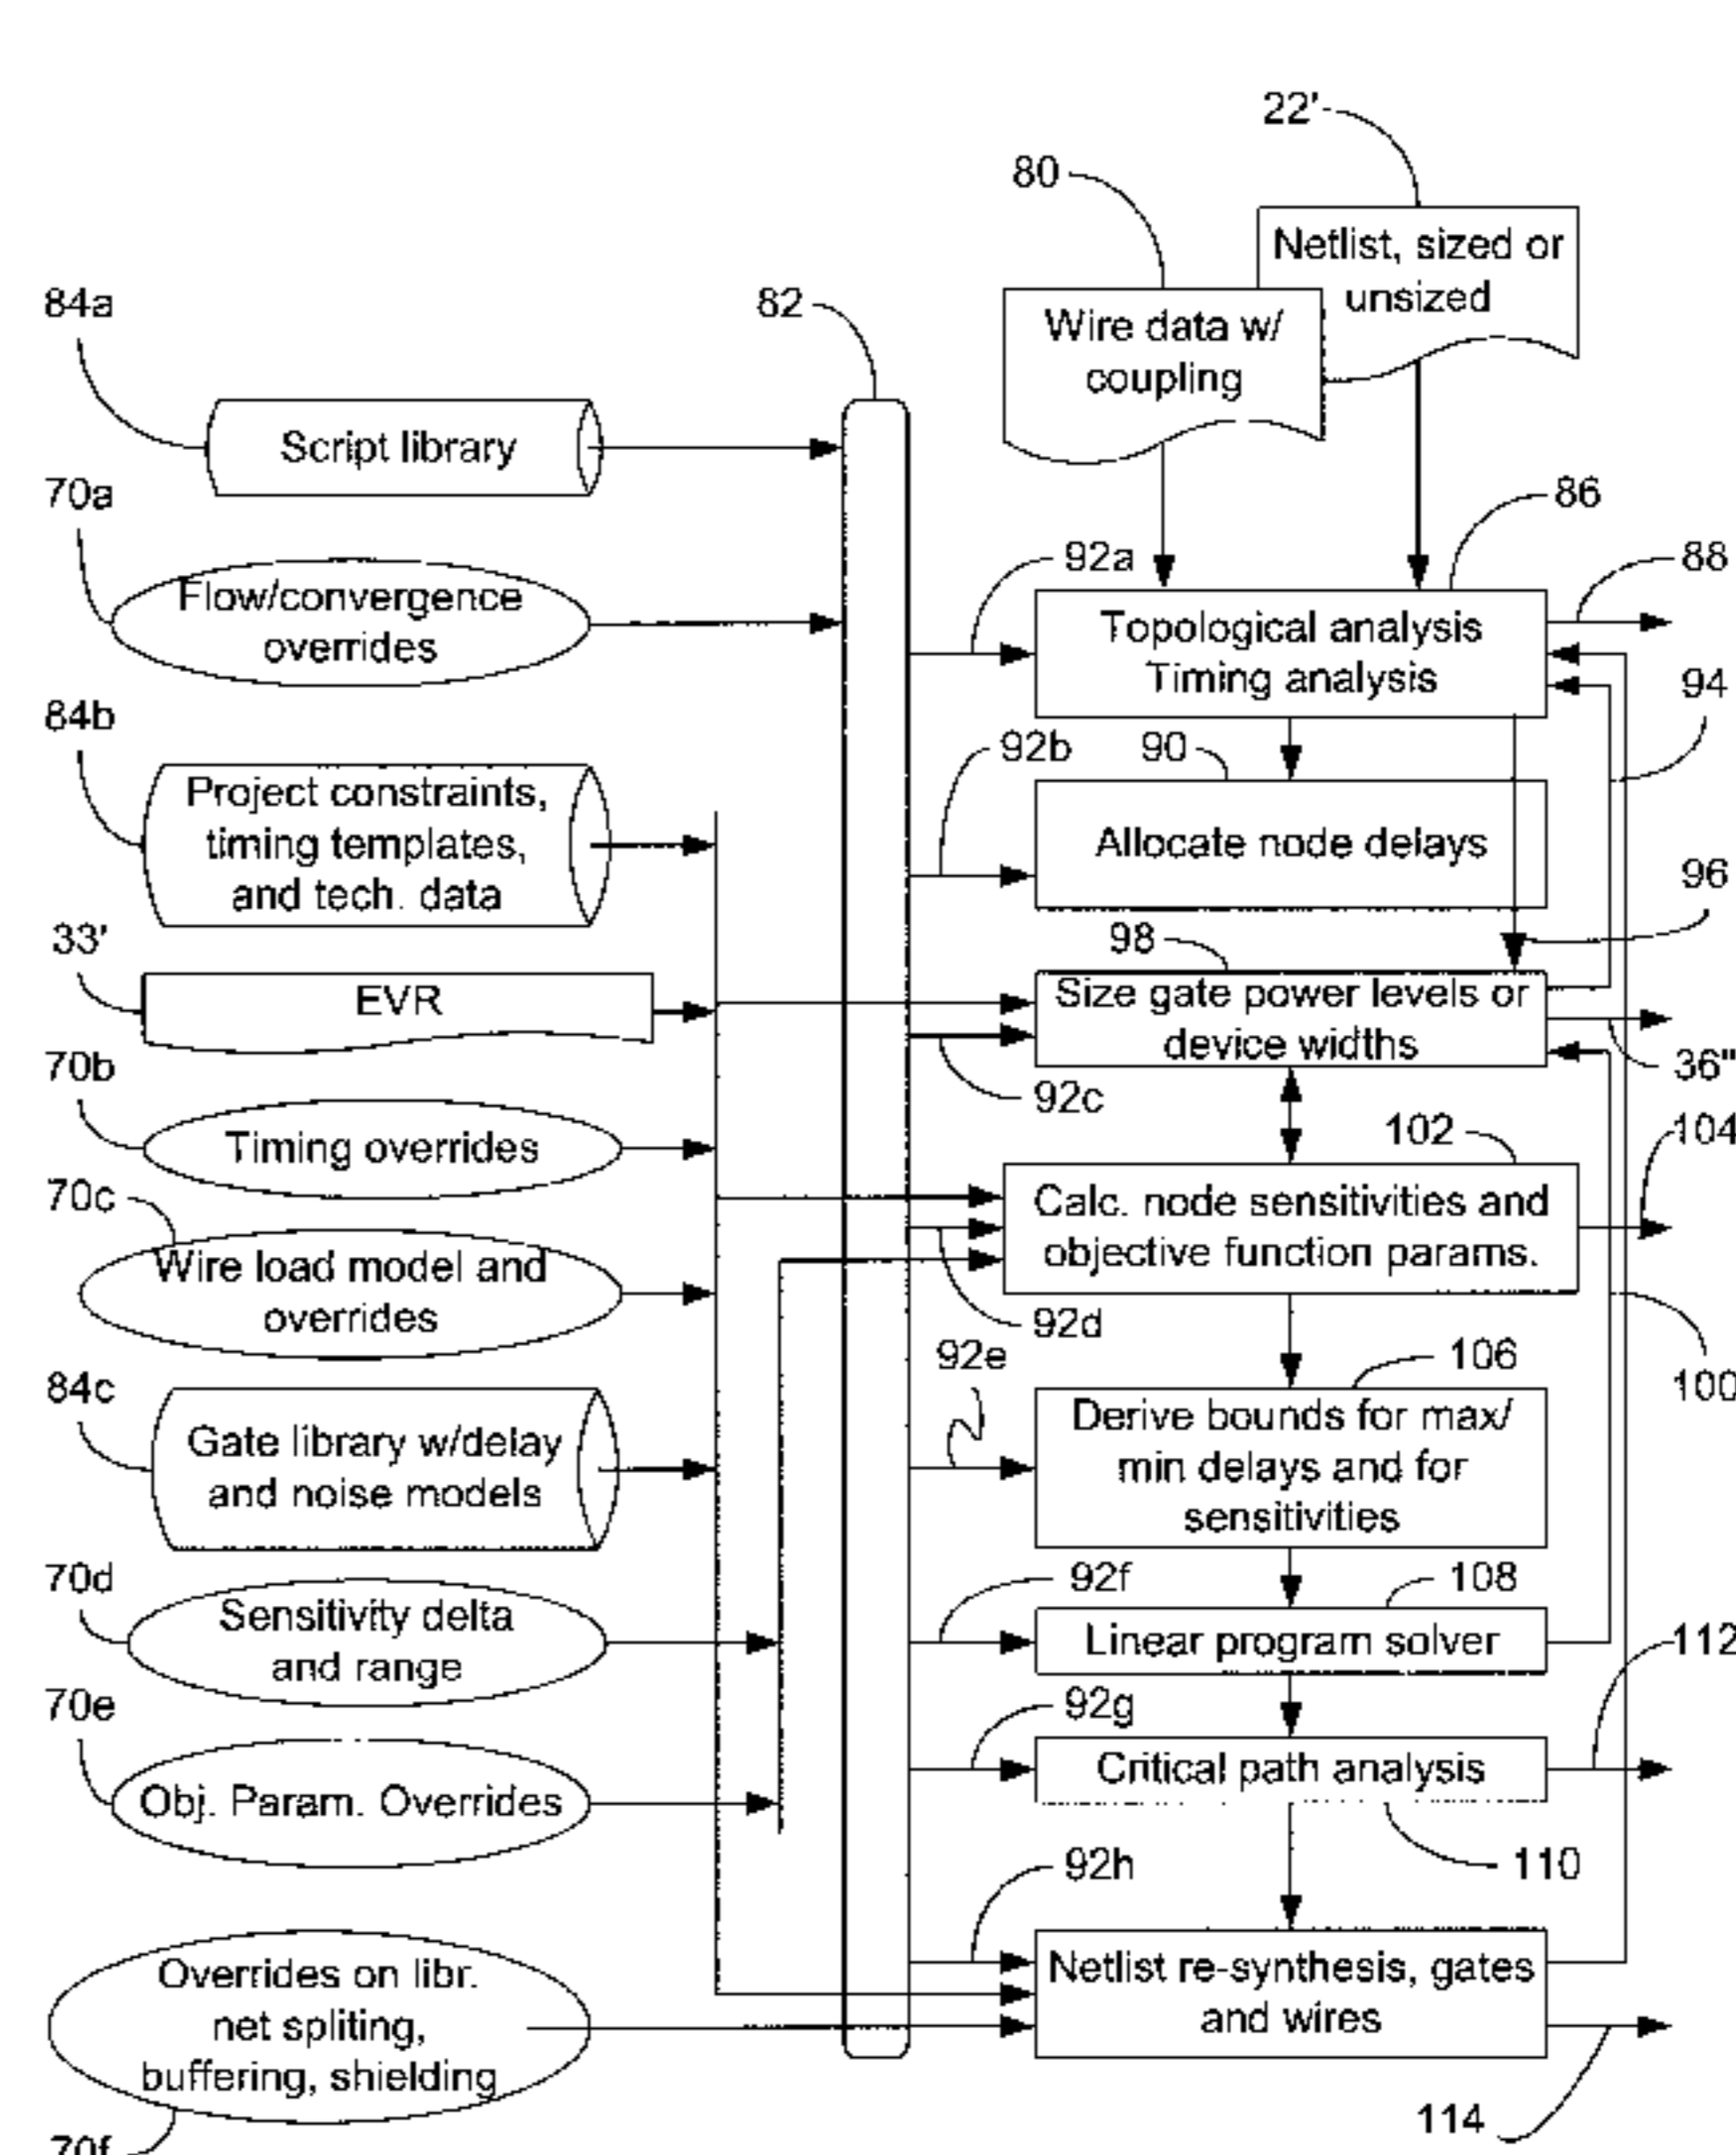 22'
80
Netlist, sized or
unsized
84a
82
Wire data w/
coupling
Script library
70a
86
92a
88
Flow/convergence
overrides
Topological analysis
Timing analysis
94
84b
92b
90
Project constraints,
timing templates,
and tech. data
Allocate node delays
96
33'
98
EVR
Size gate power levels or
device widths
36"
70b
92c
Timing overrides
102
104
70c
Calc. node sensitivities and
objective function params.
Wire load model and
overrides
92d
92e
106
100
84c
Gate library w/delay
and noise models
Derive bounds for max/
min delays and for
sensitivities
70d
92f
108
Sensitivity delta
and range
Linear program solver
112
70e
92g
Critical path analysis
Obj. Param. Overrides
92h
110
Overrides on libr.
net spliting,
buffering, shielding
Netlist re-synthesis, gates
and wires
114
70f